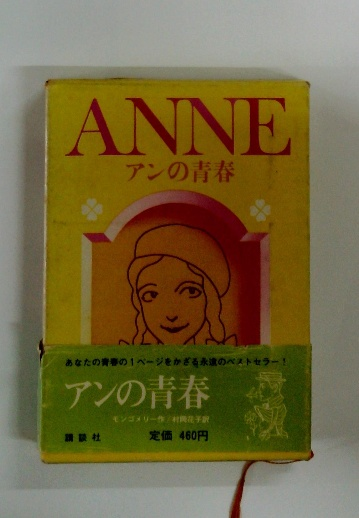 ANNE
アンの青春
あなたの青春の1ページをかざる永遠のベストセラー!
アンの青春
モンゴメリー作/村岡花子訳
講談社 定価 460円